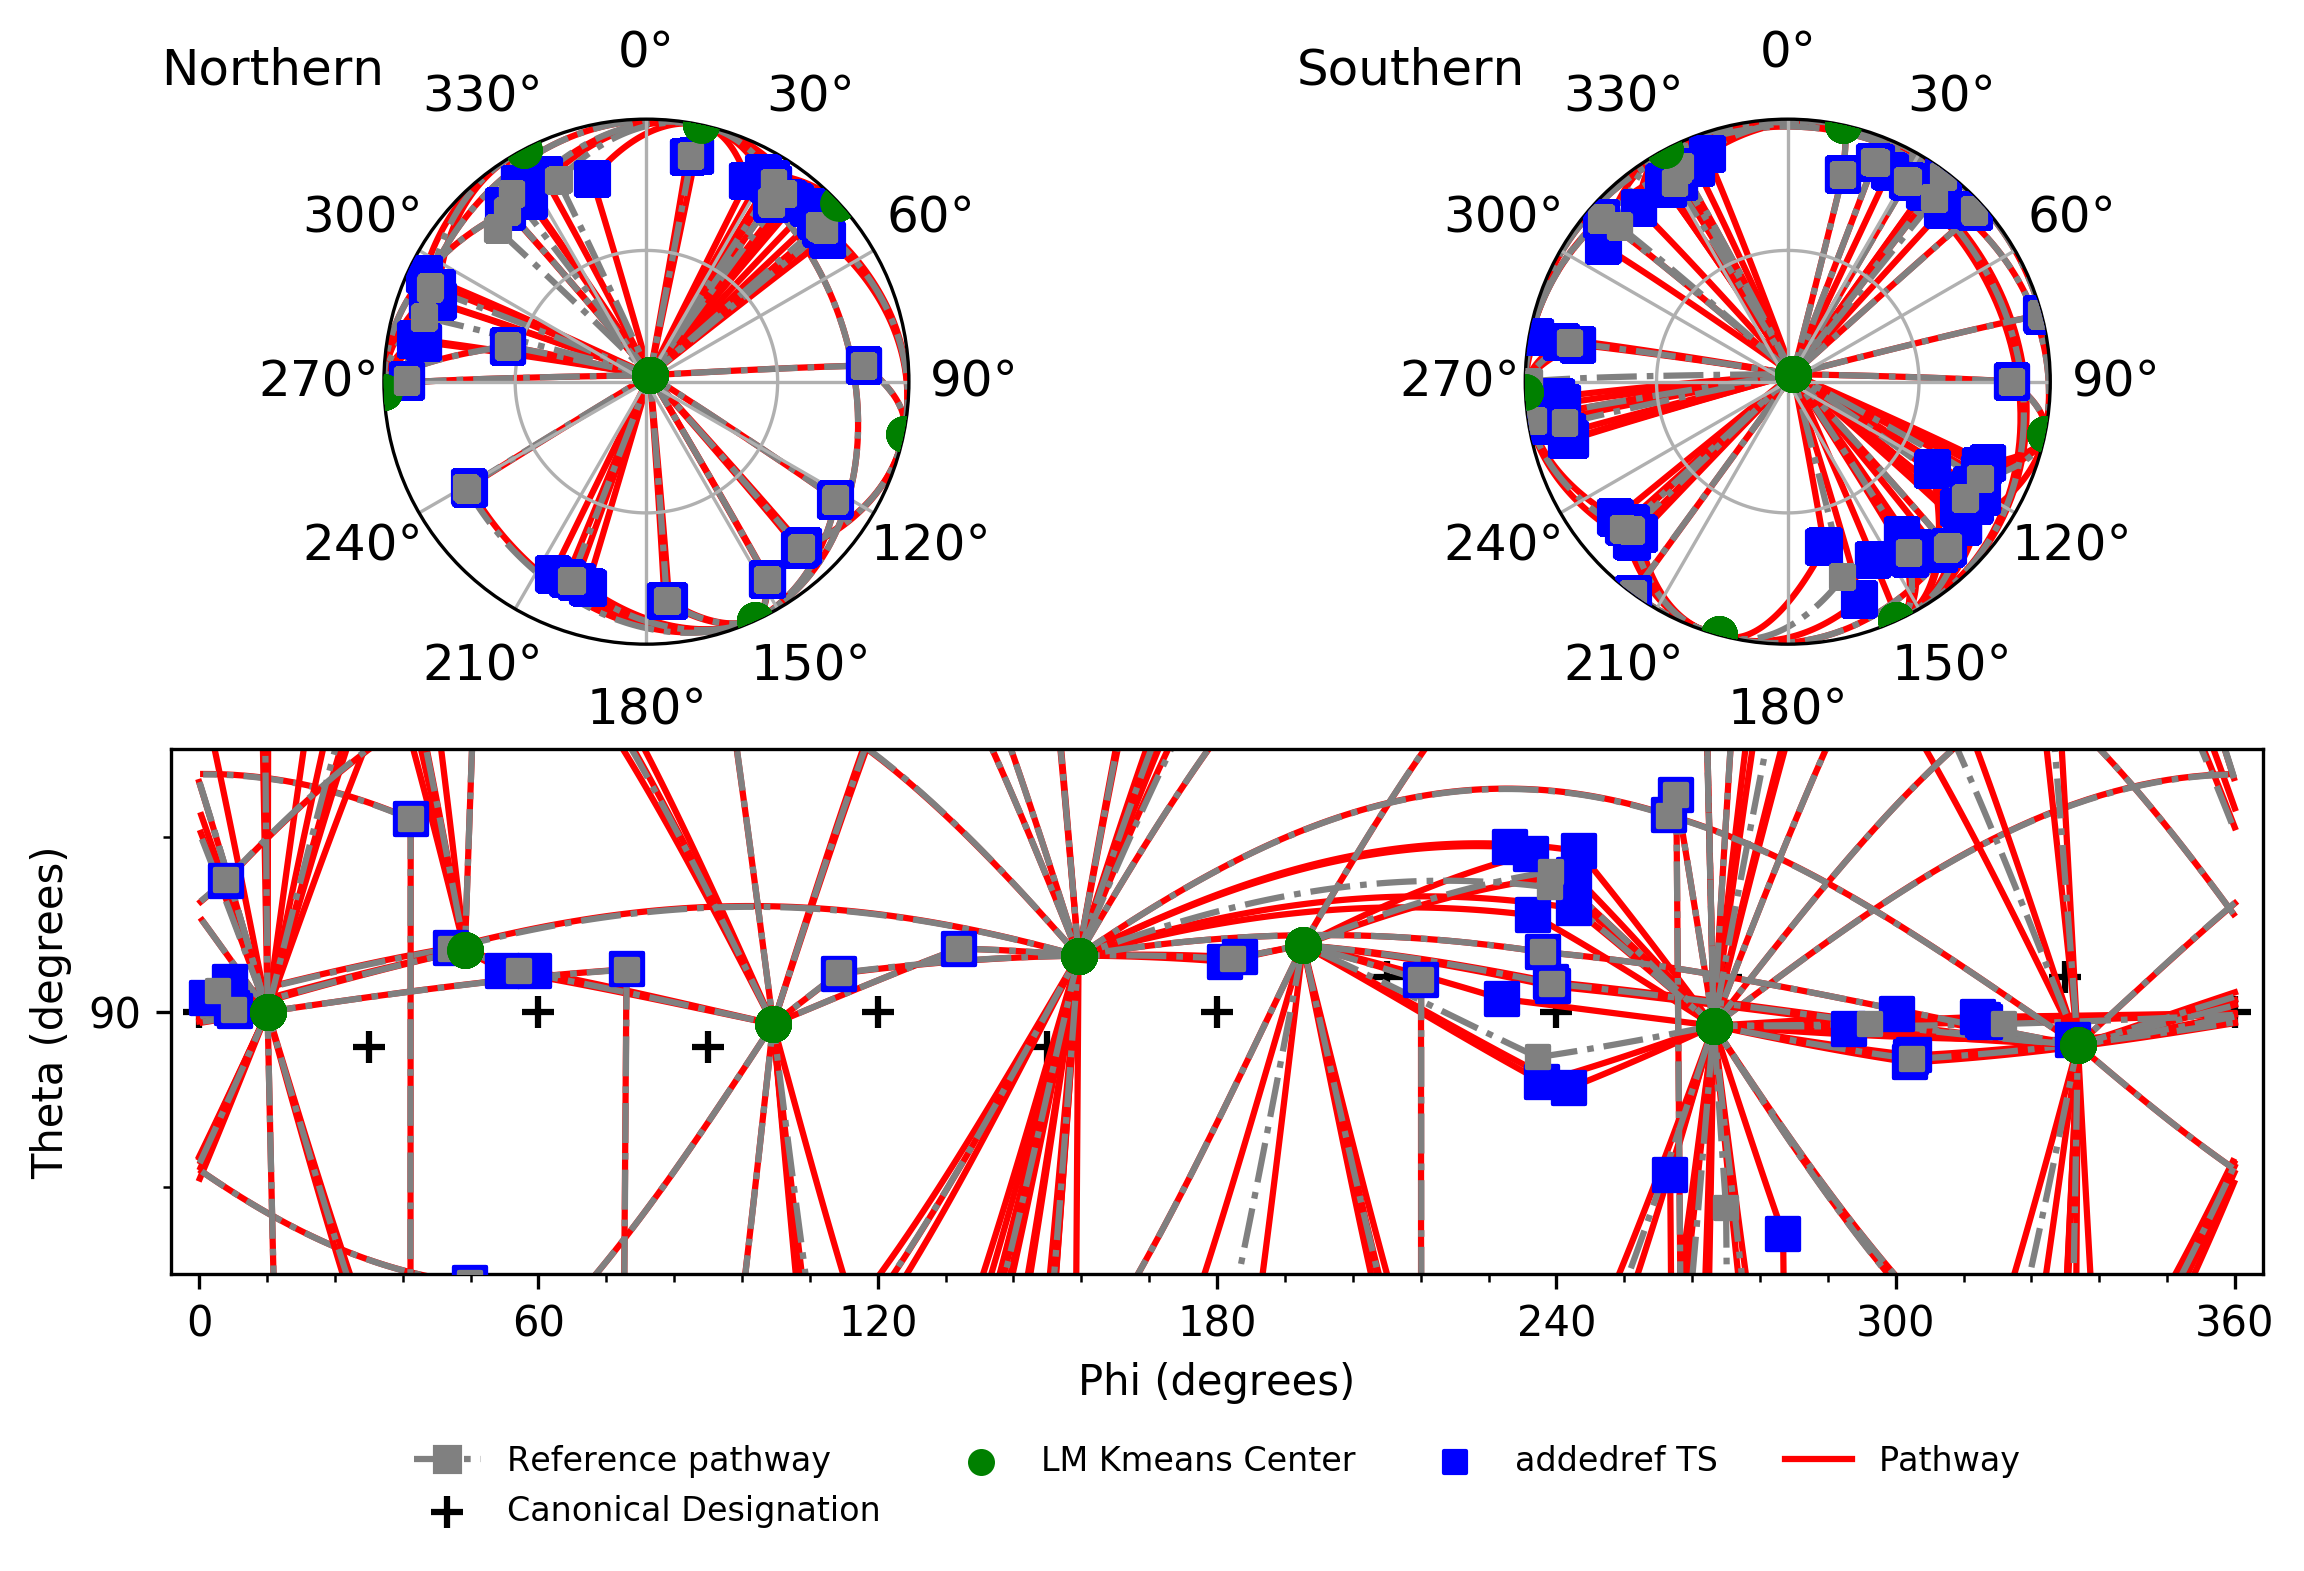 Northern
0°
30°
60°
90°
120°
150°
180°
210°
240°
270°
300°
330°
Southern
0°
30°
60°
90°
120°
150°
180°
210°
240°
270°
300°
330°
Theta (degrees)
90
0 60 120 180 240 300 360
Phi (degrees)
Reference pathway
Canonical Designation
LM Kmeans Center
addedref TS
Pathway